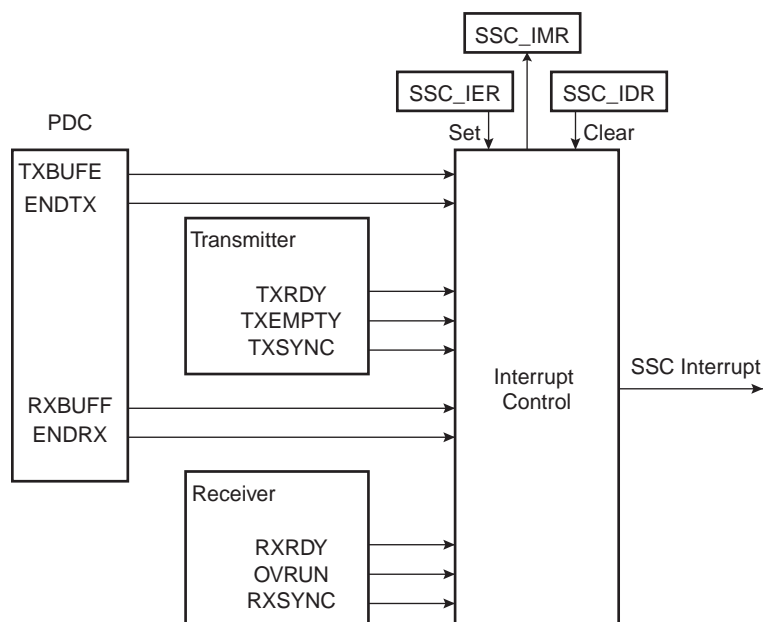 SSC_IMR
SSC_IER
SSC_IDR
PDC
Set
Clear
TXBUFE
ENDTX
Transmitter
TXRDY
TXEMPTY
TXSYNC
SSC Interrupt
Interrupt
Control
RXBUFF
ENDRX
Receiver
RXRDY
OVRUN
RXSYNC